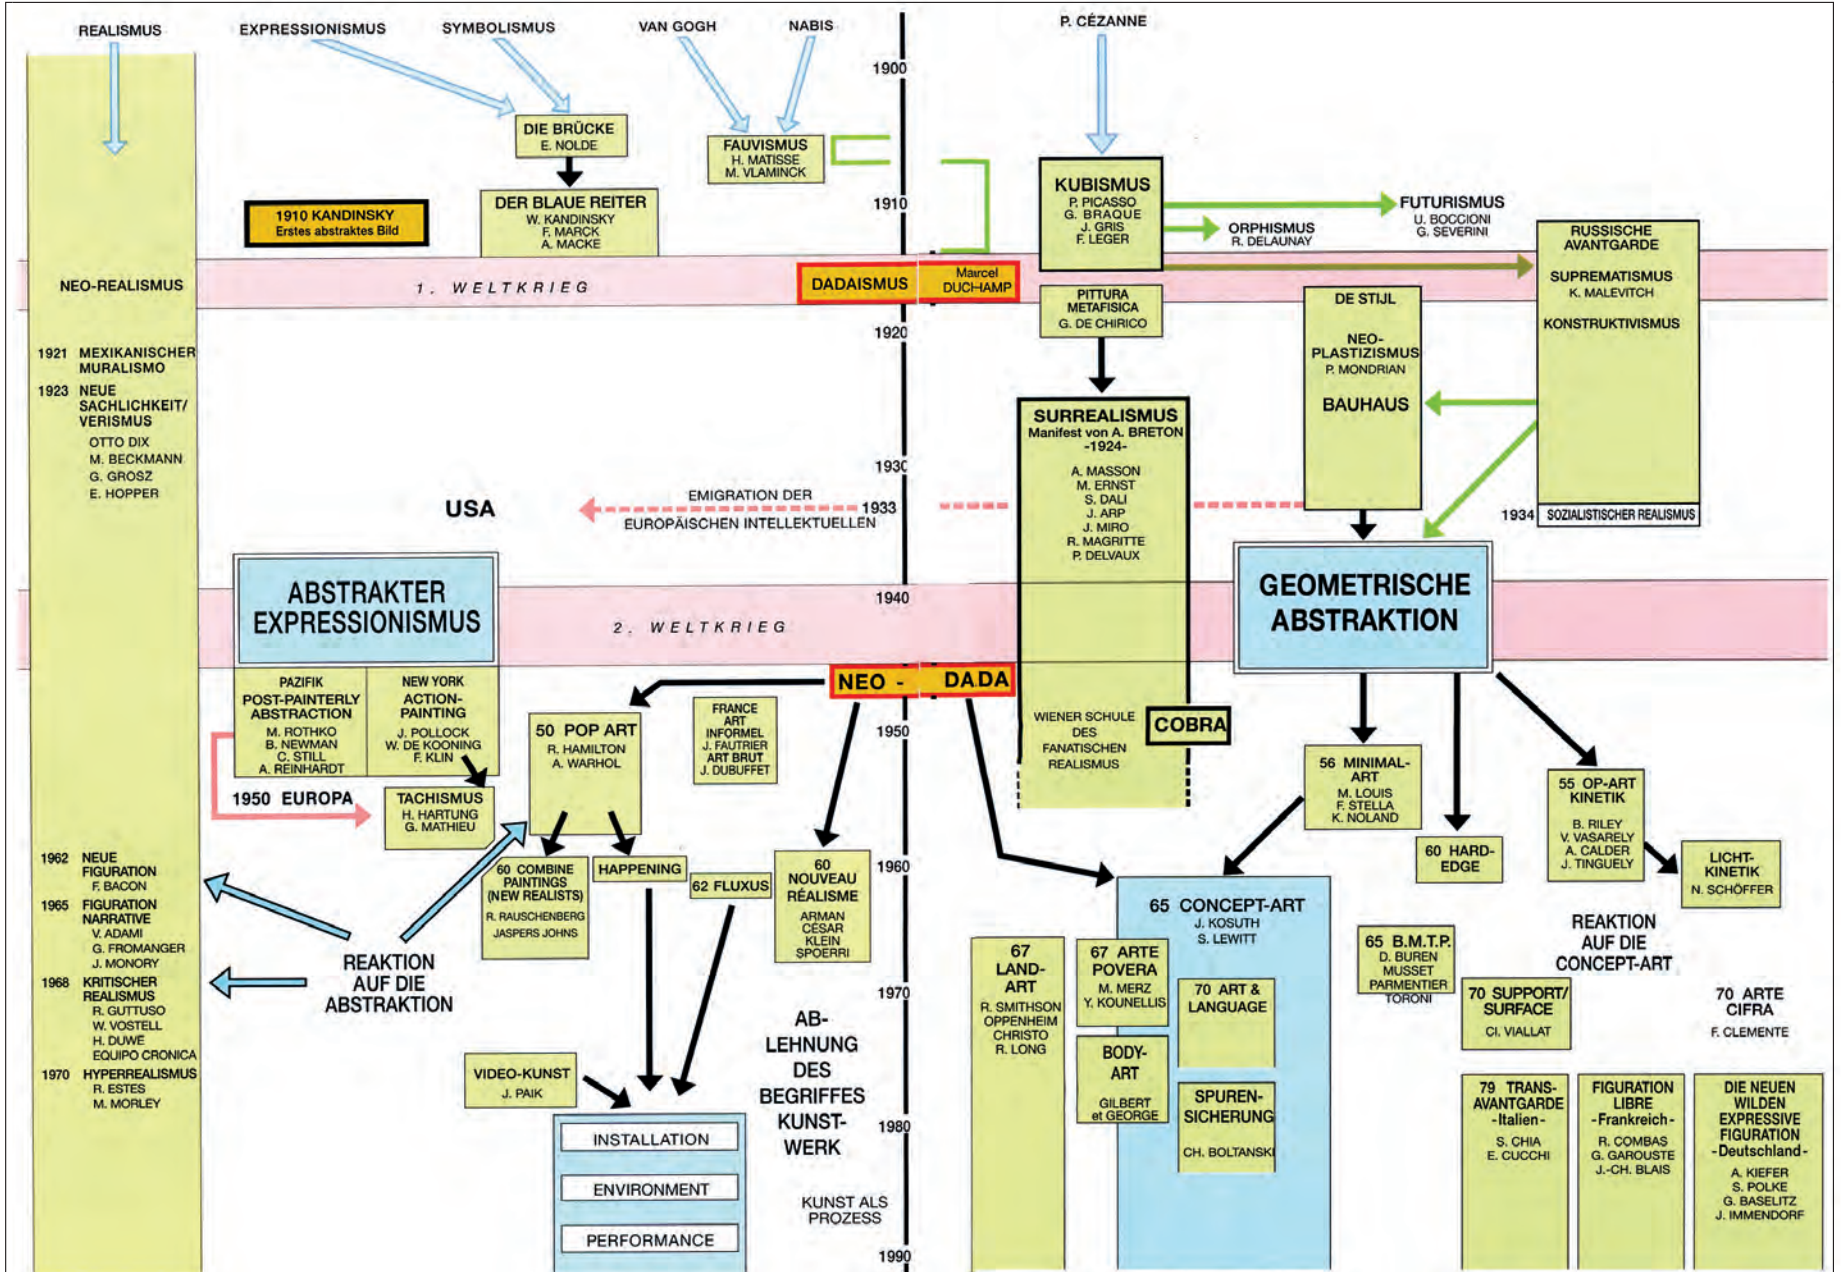 REALISMUS
EXPRESSIONISMUS
SYMBOLISMUS
VAN GOGH
NABIS
P. CÉZANNE
1900
DIE BRÜCKE
E. NOLDE
FAUVISMUS
H. MATISSE
M. VLAMINCK
KUBISMUS
P. PICASSO
G. BRAQUE
J. GRIS
F. LEGER
1910
FUTURISMUS
U. BOCCIONI
G. SEVERINI
ORPHISMUS
R. DELAUNAY
1910 KANDINSKY
Erstes abstraktes Bild
DER BLAUE REITER
W. KANDINSKY
F. MARCK
A. MACKE
RUSSISCHE
AVANTGARDE
SUPREMATISMUS
K. MALEVITCH
KONSTRUKTIVISMUS
NEO-REALISMUS
1. WELTKRIEG
DADAISMUS
Marcel
DUCHAMP
PITTURA
METAFISICA
G. DE CHIRICO
DE STIJL
NEO-
PLASTIZISMUS
P. MONDRIAN
BAUHAUS
1920
1921 MEXIKANISCHER
MURALISMO
1923 NEUE
SACHLICHKEIT/
VERISMUS
OTTO DIX
M. BECKMANN
G. GROSZ
E. HOPPER
SURREALISMUS
Manifest von A. BRETON
-1924-
A. MASSON
M. ERNST
S. DALI
J. ARP
J. MIRO
R. MAGRITTE
P. DELVAUX
1930
USA
EMIGRATION DER
EUROPÄISCHEN INTELLEKTUELLEN
1933
1934 SOZIALISTISCHER REALISMUS
ABSTRAKTER
EXPRESSIONISMUS
GEOMETRISCHE
ABSTRAKTION
1940
2. WELTKRIEG
PAZIFIK
POST-PAINTERLY
ABSTRACTION
M. ROTHKO
B. NEWMAN
C. STILL
A. REINHARDT
NEW YORK
ACTION-
PAINTING
J. POLLOCK
W. DE KOONING
F. KLIN
NEO - DADA
50 POP ART
R. HAMILTON
A. WARHOL
FRANCE
ART
INFORMEL
J. FAUTRIER
ART BRUT
J. DUBUFFET
WIENER SCHULE
DES
FANATISCHEN
REALISMUS
COBRA
1950
1950 EUROPA
TACHISMUS
H. HARTUNG
G. MATHIEU
56 MINIMAL-
ART
M. LOUIS
F. STELLA
K. NOLAND
55 OP-ART
KINETIK
B. RILEY
V. VASARELY
A. CALDER
J. TINGUELY
60 HARD-
EDGE
LICHT-
KINETIK
N. SCHÖFFER
1960
1962 NEUE
FIGURATION
F. BACON
1965 FIGURATION
NARRATIVE
V. ADAMI
G. FROMANGER
J. MONORY
1968 KRITISCHER
REALISMUS
R. GUTTUSO
W. VOSTELL
H. DUWE
EQUIPO CRONICA
1970 HYPERREALISMUS
R. ESTES
M. MORLEY
REAKTION
AUF DIE
ABSTRAKTION
60 COMBINE
PAINTINGS
(NEW REALISTS)
R. RAUSCHENBERG
JASPERS JOHNS
HAPPENING
62 FLUXUS
60
NOUVEAU
RÉALISME
ARMAN
CÉSAR
KLEIN
SPOERRI
65 CONCEPT-ART
J. KOSUTH
S. LEWITT
67
LAND-
ART
R. SMITHSON
OPPENHEIM
CHRISTO
R. LONG
67 ARTE
POVERA
M. MERZ
Y. KOUNELLIS
70 ART &
LANGUAGE
BODY-
ART
GILBERT
et GEORGE
SPUREN-
SICHERUNG
CH. BOLTANSKI
65 B.M.T.P.
D. BUREN
MUSSET
PARMENTIER
TORONI
REAKTION
AUF DIE
CONCEPT-ART
70 SUPPORT/
SURFACE
Cl. VIALLAT
70 ARTE
CIFRA
F. CLEMENTE
1970
AB-
LEHNUNG
DES
BEGRIFFES
KUNST-
WERK
KUNST ALS
PROZESS
VIDEO-KUNST
J. PAIK
INSTALLATION
ENVIRONMENT
PERFORMANCE
1980
1990
79 TRANS-
AVANTGARDE
-Italien-
S. CHIA
E. CUCCHI
FIGURATION
LIBRE
-Frankreich-
R. COMBAS
G. GAROUSTE
J.-CH. BLAIS
DIE NEUEN
WILDEN
EXPRESSIVE
FIGURATION
-Deutschland-
A. KIEFER
S. POLKE
G. BASELITZ
J. IMMENDORF